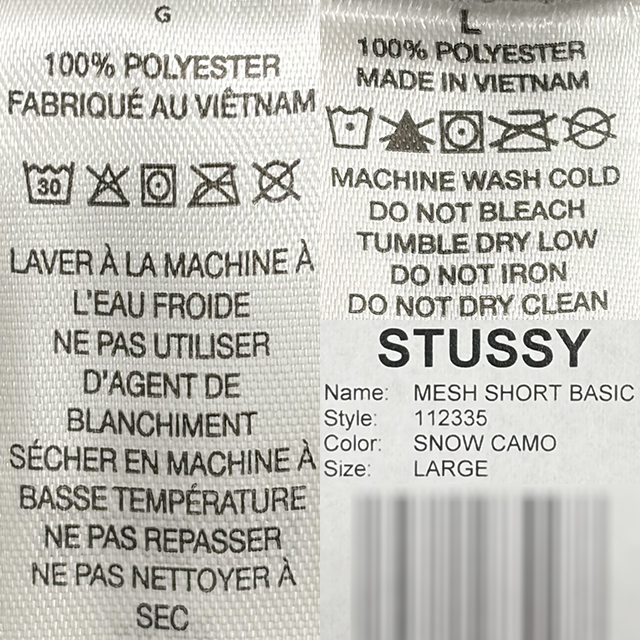 G
100% POLYESTER
FABRIQUÉ AU VIÊTNAM
30
LAVER À LA MACHINE À
L'EAU FROIDE
NE PAS UTILISER
D'AGENT DE
BLANCHIMENT
SÉCHER EN MACHINE À
BASSE TEMPÉRATURE
NE PAS REPASSER
NE PAS NETTOYER À
SEC
L
100% POLYESTER
MADE IN VIETNAM
MACHINE WASH COLD
DO NOT BLEACH
TUMBLE DRY LOW
DO NOT IRON
DO NOT DRY CLEAN
STUSSY
Name: MESH SHORT BASIC
Style: 112335
Color: SNOW CAMO
Size: LARGE